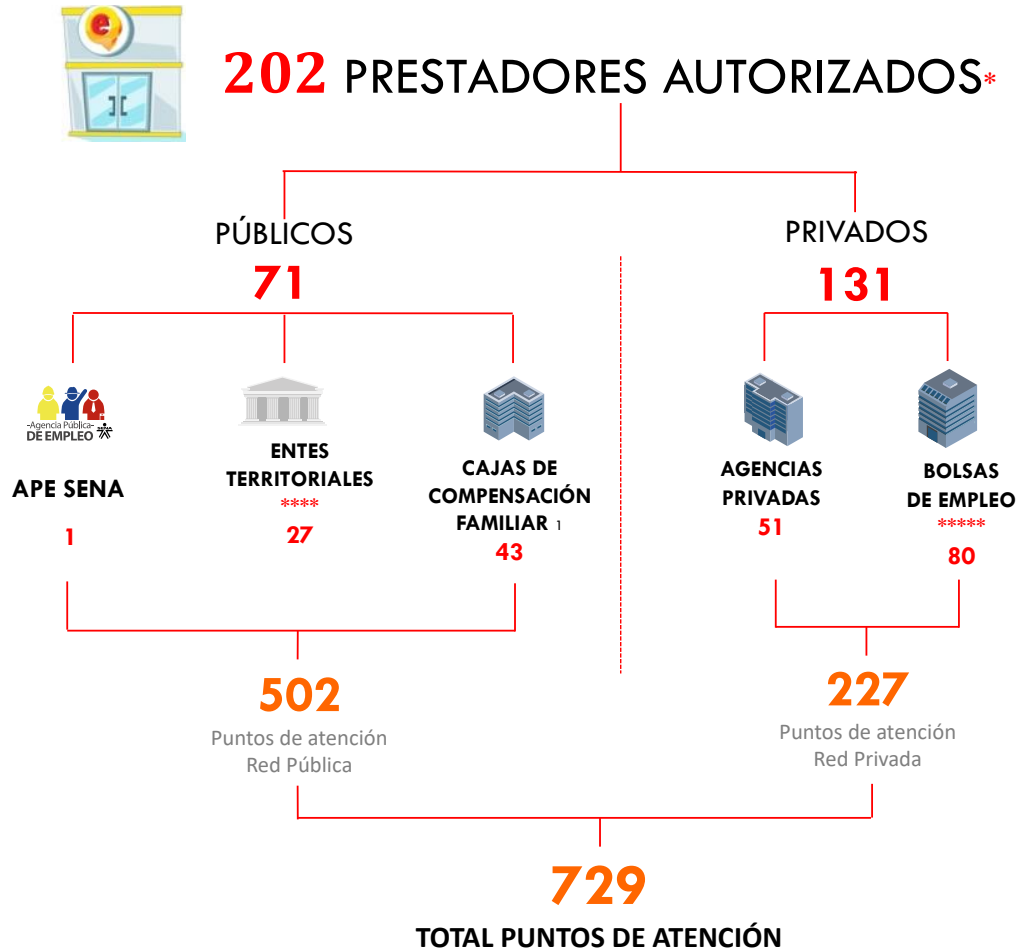 e
202 PRESTADORES AUTORIZADOS*
PÚBLICOS
71
PRIVADOS
131
-Agencia Pública-
DE EMPLEO
APE SENA
1
ENTES
TERRITORIALES
****
27
CAJAS DE
COMPENSACIÓN
FAMILIAR 1
43
AGENCIAS
PRIVADAS
51
BOLSAS
DE EMPLEO
*****
80
502
Puntos de atención
Red Pública
227
Puntos de atención
Red Privada
729
TOTAL PUNTOS DE ATENCIÓN